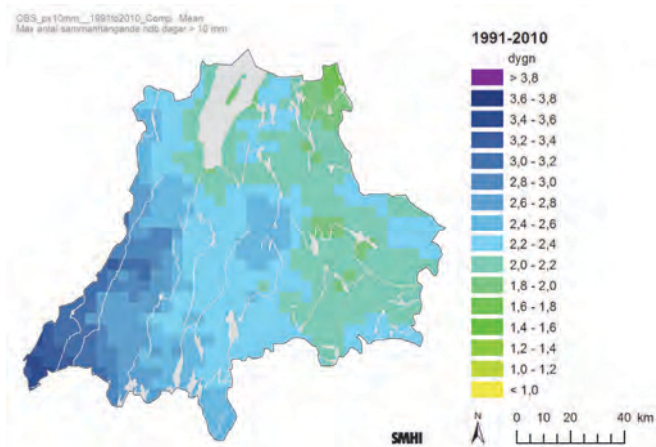 OBS_px10mm__1991to2010_Comp Mean
Max antal sammanhängande ndb dagar > 10 mm
1991-2010
dygn
> 3,8
3,6 - 3,8
3,4 - 3,6
3,2 - 3,4
3,0 - 3,2
2,8 - 3,0
2,6 - 2,8
2,4 - 2,6
2,2 - 2,4
2,0 - 2,2
1,8 - 2,0
1,6 - 1,8
1,4 - 1,6
1,2 - 1,4
1,0 - 1,2
< 1,0
SMHI
N
0 10 20 40 km